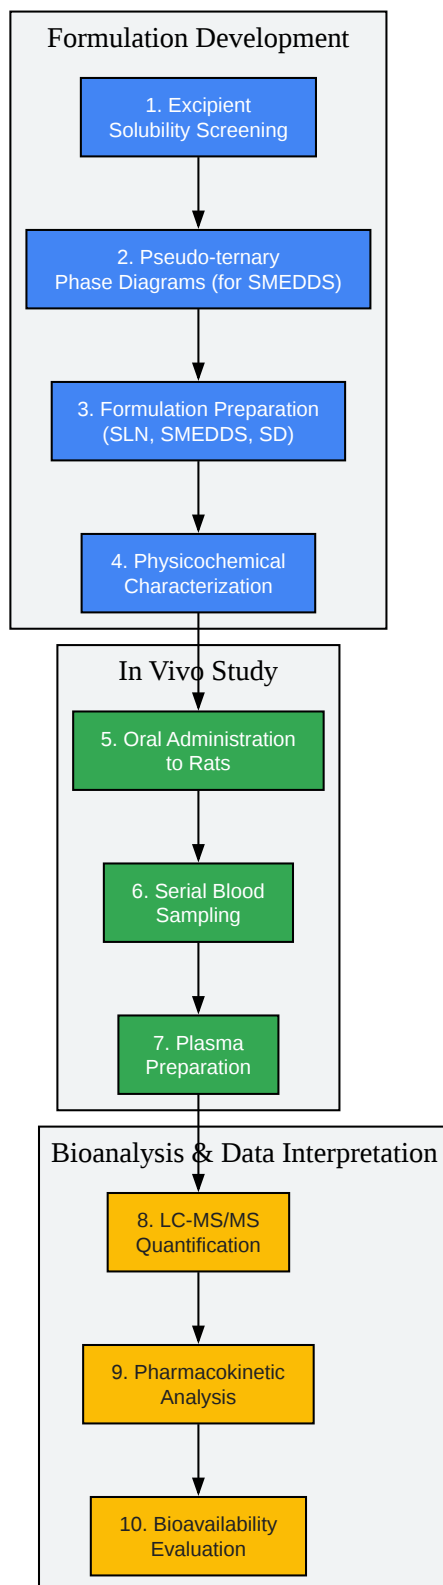 Formulation Development
1. Excipient
Solubility Screening
2. Pseudo-ternary
Phase Diagrams (for SMEDDS)
3. Formulation Preparation
(SLN, SMEDDS, SD)
4. Physicochemical
Characterization
In Vivo Study
5. Oral Administration
to Rats
6. Serial Blood
Sampling
7. Plasma
Preparation
Bioanalysis & Data Interpretation
8. LC-MS/MS
Quantification
9. Pharmacokinetic
Analysis
10. Bioavailability
Evaluation